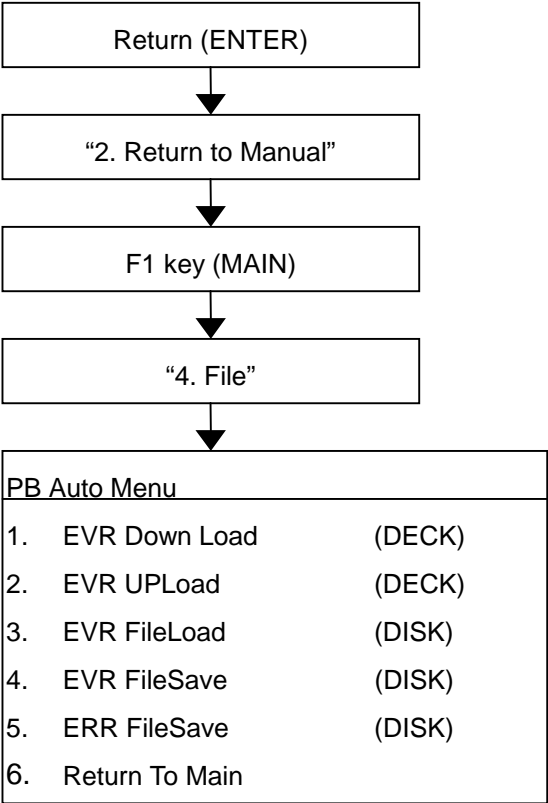 Return (ENTER)
“2. Return to Manual”
F1 key (MAIN)
“4. File”
PB Auto Menu
1. EVR Down Load (DECK)
2. EVR UPLoad (DECK)
3. EVR FileLoad (DISK)
4. EVR FileSave (DISK)
5. ERR FileSave (DISK)
6. Return To Main